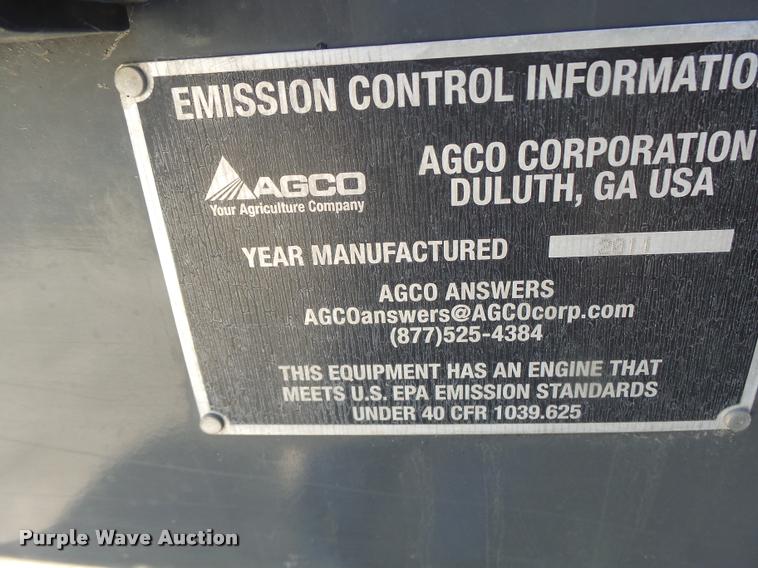 EMISSION CONTROL INFORMATIO
AGCO
Your Agriculture Company
AGCO CORPORATION
DULUTH, GA USA
YEAR MANUFACTURED 2011
AGCO ANSWERS
AGCOanswers@AGCOcorp.com
(877)525-4384
THIS EQUIPMENT HAS AN ENGINE THAT
MEETS U.S. EPA EMISSION STANDARDS
UNDER 40 CFR 1039.625
Purple Wave Auction